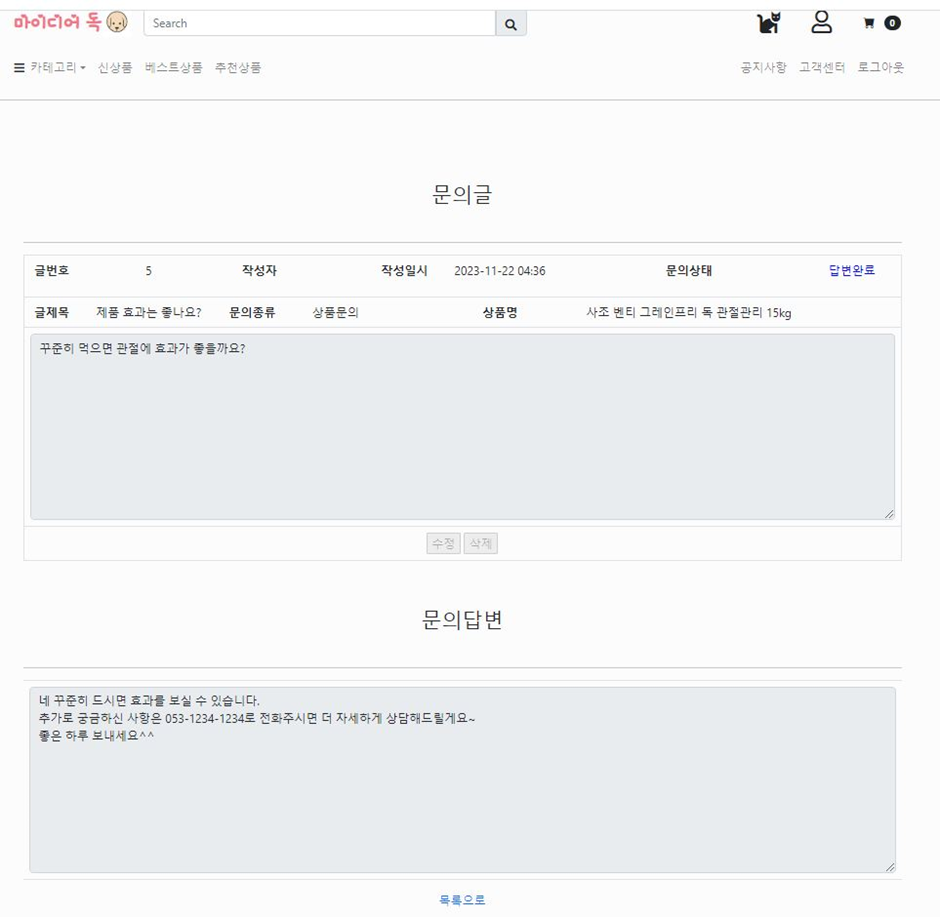 마이디어 독
Search
0
카테고리 신상품 베스트상품 추천상품
공지사항 고객센터 로그아웃
문의글
글번호 5 작성자 작성일시 2023-11-22 04:36 문의상태 답변완료
글제목 제품 효과는 좋나요? 문의종류 상품문의 상품명 사조 벤티 그레인프리 독 관절관리 15kg
꾸준히 먹으면 관절에 효과가 좋을까요?
수정 삭제
문의답변
네 꾸준히 드시면 효과를 보실 수 있습니다.
추가로 궁금하신 사항은 053-1234-1234로 전화주시면 더 자세하게 상담해드릴게요~
좋은 하루 보내세요^^
목록으로